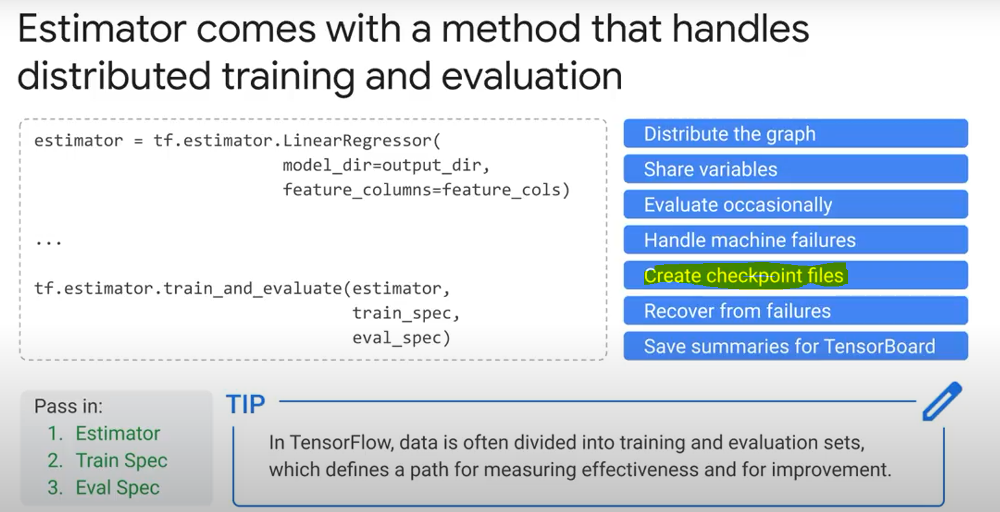 Estimator comes with a method that handles
distributed training and evaluation
estimator = tf.estimator.LinearRegressor(
model_dir=output_dir,
feature_columns=feature_cols)
...
tf.estimator.train_and_evaluate(estimator,
train_spec,
eval_spec)
Distribute the graph
Share variables
Evaluate occasionally
Handle machine failures
Create checkpoint files
Recover from failures
Save summaries for TensorBoard
Pass in:
1. Estimator
2. Train Spec
3. Eval Spec
TIP
In TensorFlow, data is often divided into training and evaluation sets,
which defines a path for measuring effectiveness and for improvement.